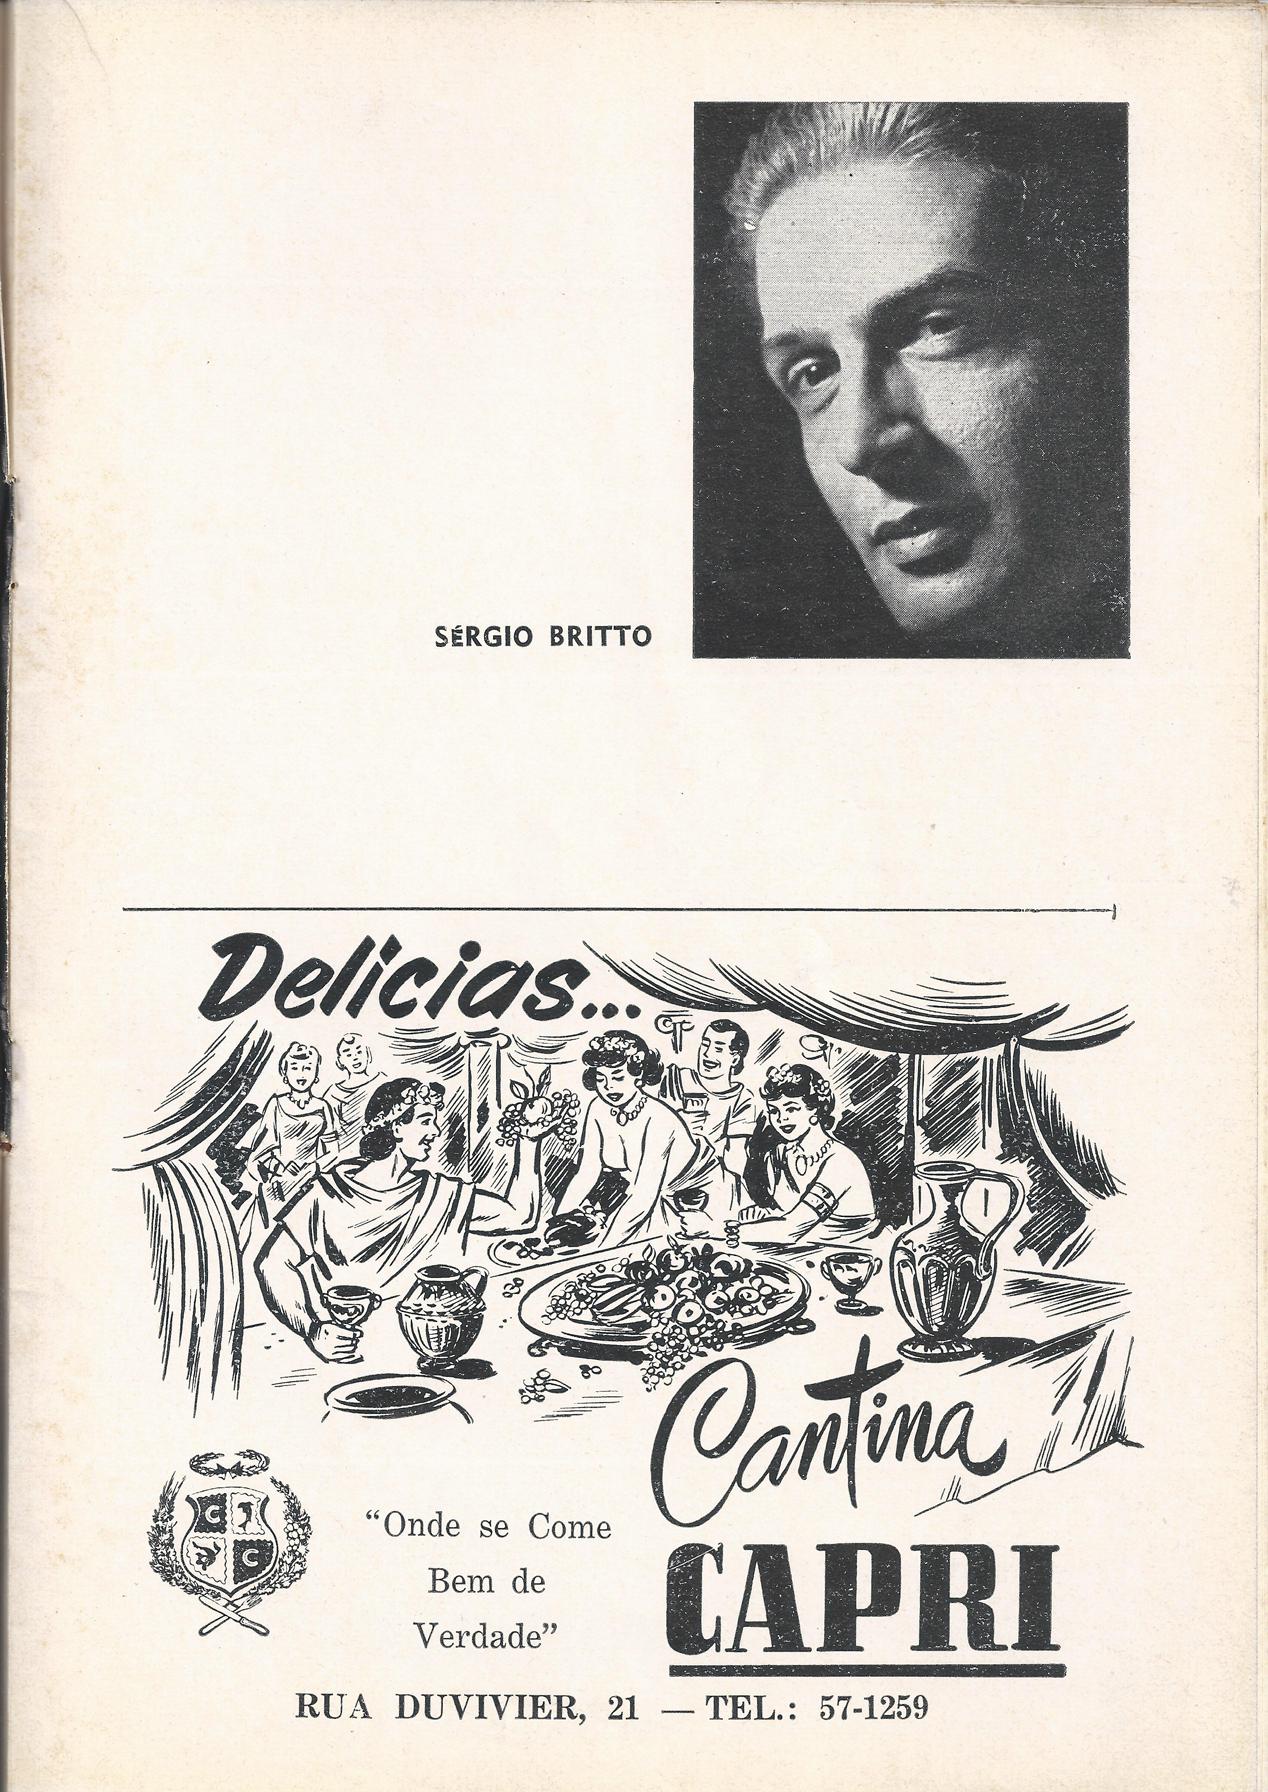 SÉRGIO BRITTO
Delicias...
Cantina
CAPRI
C
C
“Onde se Come
Bem de
Verdade”
RUA DUVIVIER, 21 — TEL.: 57-1259